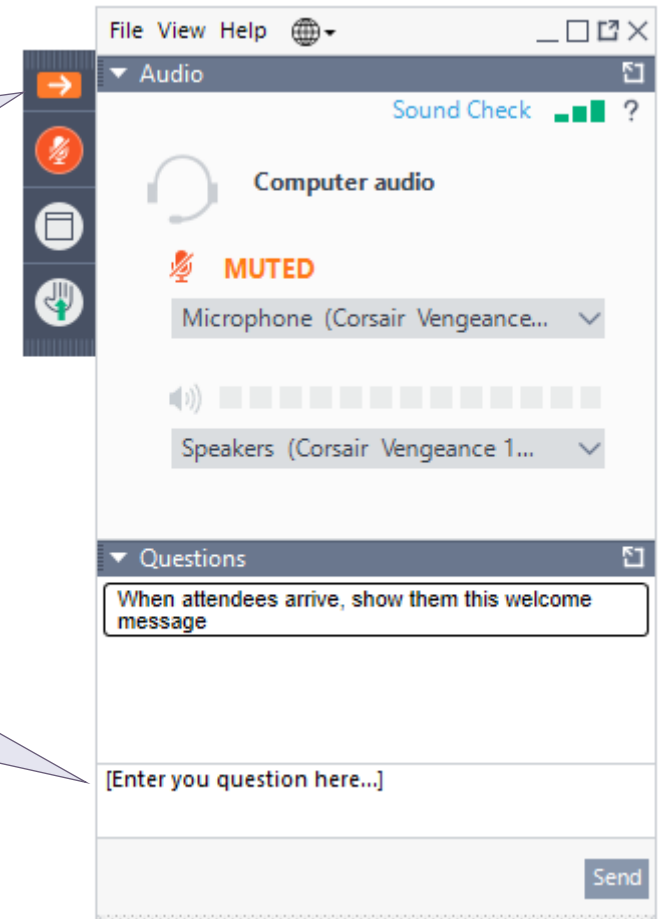 File View Help
Audio
Sound Check ?
Computer audio
MUTED
Microphone (Corsair Vengeance...
Speakers (Corsair Vengeance 1...
Questions
When attendees arrive, show them this welcome
message
[Enter you question here...]
Send